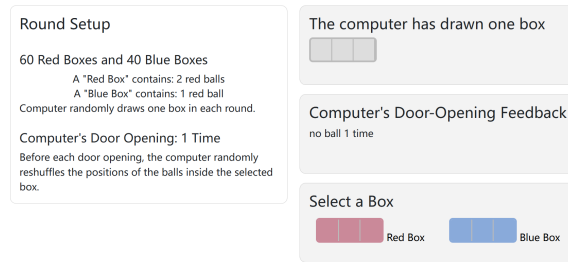 Round Setup
60 Red Boxes and 40 Blue Boxes
A "Red Box" contains: 2 red balls
A "Blue Box" contains: 1 red ball
Computer randomly draws one box in each round.
Computer's Door Opening: 1 Time
Before each door opening, the computer randomly
reshuffles the positions of the balls inside the selected
box.
The computer has drawn one box
Computer's Door-Opening Feedback
no ball 1 time
Select a Box
Red Box
Blue Box